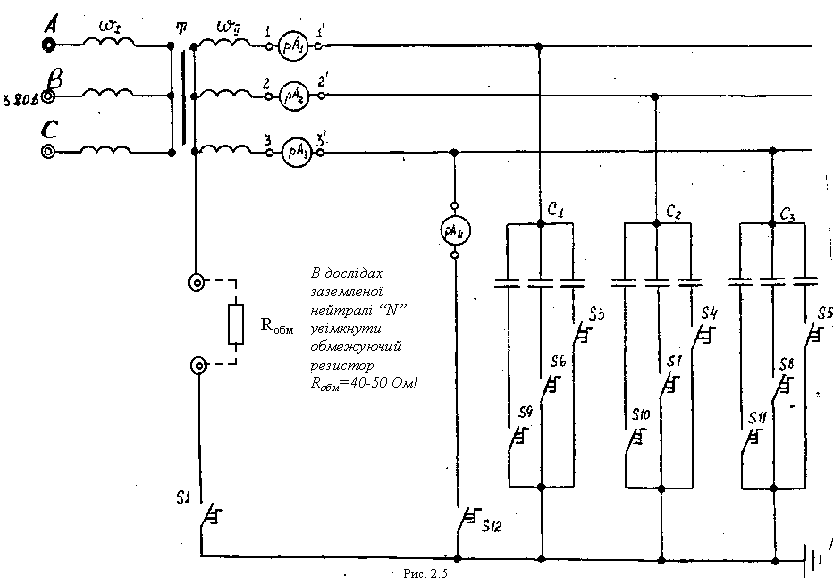 A
W₁
T
W₂
1
pA₁
1'
B
380 В
2
pA₂
2'
C
3
pA₃
3'
pA₄
C₁
C₂
C₃
В дослідах
заземленої
нейтралі “N”
увімкнути
обмежуючий
резистор
Rобм=40-50 Ом!
Rобм
S3
S4
S5
S6
S7
S8
S9
S10
S11
S1
S12
Рис. 2.5